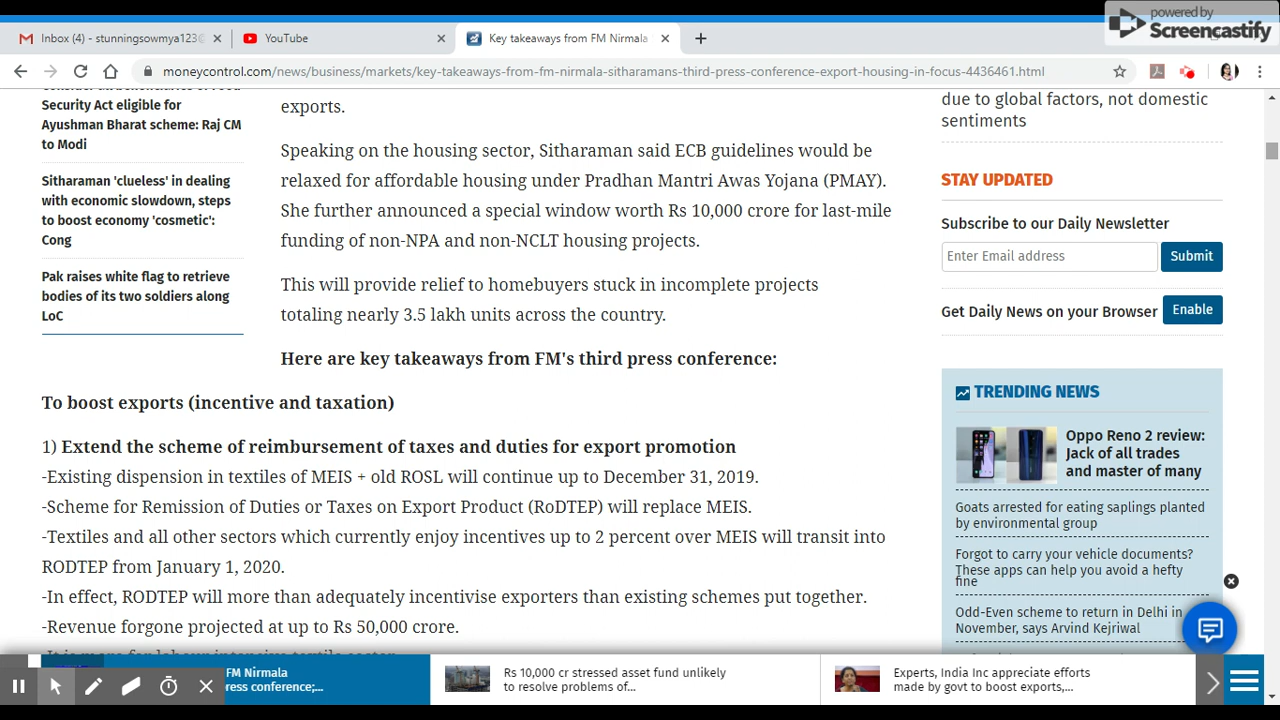 powered by
Screencastify
Inbox (4) - stunningsowmya123@
YouTube
Key takeaways from FM Nirmala
moneycontrol.com/news/business/markets/key-takeaways-from-fm-nirmala-sitharamans-third-press-conference-export-housing-in-focus-4436461.html
Security Act eligible for
Ayushman Bharat scheme: Raj CM
to Modi
Sitharaman 'clueless' in dealing
with economic slowdown, steps
to boost economy 'cosmetic':
Cong
Pak raises white flag to retrieve
bodies of its two soldiers along
LoC
exports.
Speaking on the housing sector, Sitharaman said ECB guidelines would be
relaxed for affordable housing under Pradhan Mantri Awas Yojana (PMAY).
She further announced a special window worth Rs 10,000 crore for last-mile
funding of non-NPA and non-NCLT housing projects.
This will provide relief to homebuyers stuck in incomplete projects
totaling nearly 3.5 lakh units across the country.
Here are key takeaways from FM's third press conference:
To boost exports (incentive and taxation)
1) Extend the scheme of reimbursement of taxes and duties for export promotion
-Existing dispension in textiles of MEIS + old ROSL will continue up to December 31, 2019.
-Scheme for Remission of Duties or Taxes on Export Product (RoDTEP) will replace MEIS.
-Textiles and all other sectors which currently enjoy incentives up to 2 percent over MEIS will transit into
RODTEP from January 1, 2020.
-In effect, RODTEP will more than adequately incentivise exporters than existing schemes put together.
-Revenue forgone projected at up to Rs 50,000 crore.
due to global factors, not domestic
sentiments
STAY UPDATED
Subscribe to our Daily Newsletter
Enter Email address
Submit
Get Daily News on your Browser
Enable
TRENDING NEWS
Oppo Reno 2 review:
Jack of all trades
and master of many
Goats arrested for eating saplings planted
by environmental group
Forgot to carry your vehicle documents?
These apps can help you avoid a hefty
fine
Odd-Even scheme to return in Delhi in
November, says Arvind Kejriwal
FM Nirmala
press conference;...
Rs 10,000 cr stressed asset fund unlikely
to resolve problems of...
Experts, India Inc appreciate efforts
made by govt to boost exports,...